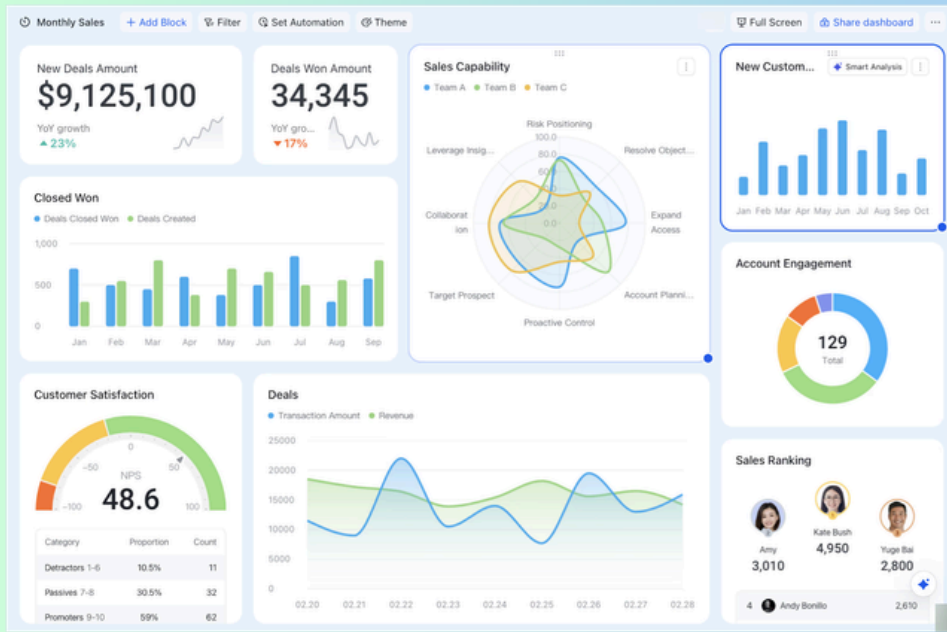 Monthly Sales
+ Add Block
Filter
Set Automation
Theme
Full Screen
Share dashboard
New Deals Amount
$9,125,100
YoY growth
23%
Deals Won Amount
34,345
YoY gro...
17%
Sales Capability
Team A Team B Team C
Risk Positioning
100.0
80.0
Leverage Insig...
Resolve Object...
Collaborat
ion
Expand
Access
0.0
Target Prospect
Account Planni...
Proactive Control
New Custom...
Smart Analysis
Jan Feb Mar Apr May Jun Jul Aug Sep Oct
Closed Won
Deals Closed Won Deals Created
1,000
500
0
Jan Feb Mar Apr May Jun Jul Aug Sep
Account Engagement
129
Total
Customer Satisfaction
0
-50
50
-100
100
NPS
48.6
Category Proportion Count
Detractors 1-6 10.5% 11
Passives 7-8 30.5% 32
Promoters 9-10 59% 62
Deals
Transaction Amount Revenue
25000
20000
15000
10000
5000
0
02.20 02.21 02.22 02.23 02.24 02.25 02.26 02.27 02.28
Sales Ranking
Amy
3,010
Kate Bush
4,950
Yuge Bai
2,800
4 Andy Bonillo 2,610